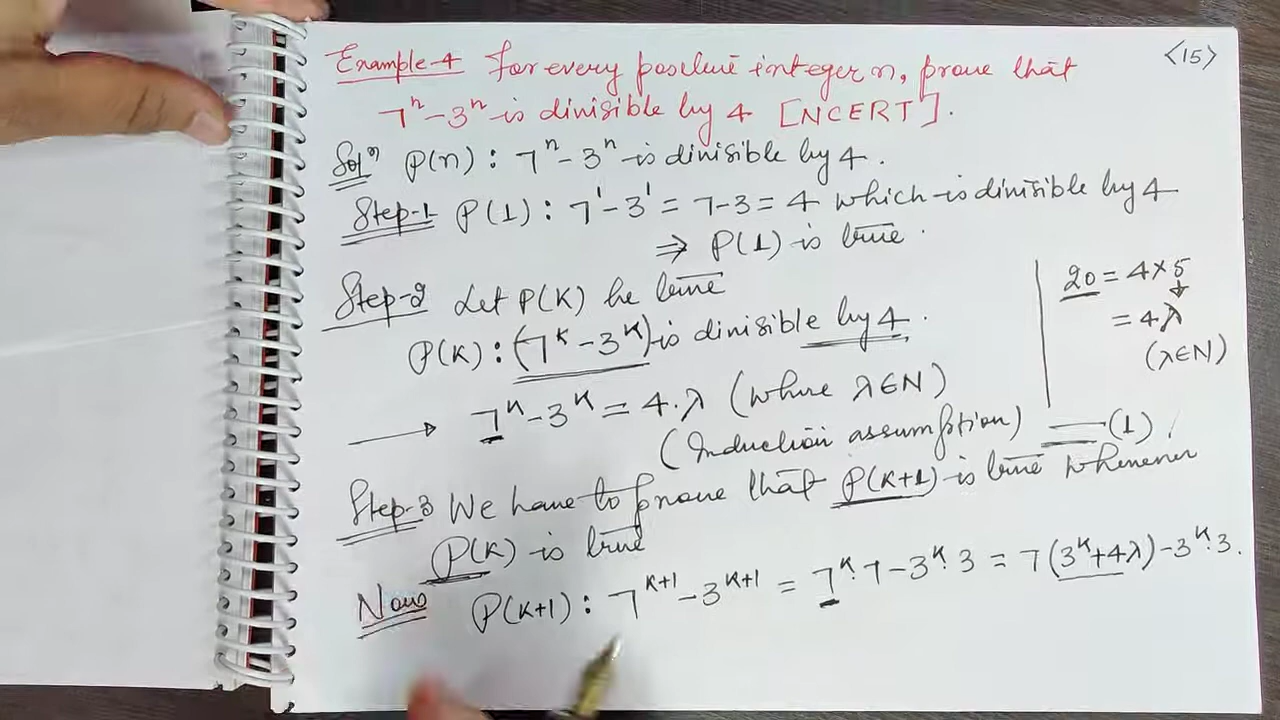 <15>
Example-4 For every positive integer n, prove that
7ⁿ-3ⁿ is divisible by 4 [NCERT].
Solⁿ P(n) : 7ⁿ-3ⁿ is divisible by 4.
Step-1 P(1) : 7¹-3¹ = 7-3 = 4 which is divisible by 4
⇒ P(1) is true.
Step-2 Let P(K) be true
P(K) : (7ᴷ-3ᴷ) is divisible by 4.
7ᴷ-3ᴷ = 4.λ (where λ∈N)
(Induction assumption) —(1)
20 = 4×5
= 4λ
(λ∈N)
Step-3 We have to prove that P(K+1) is true whenever
P(K) is true
Now P(K+1) : 7ᴷ⁺¹-3ᴷ⁺¹ = 7ᴷ.7-3ᴷ.3 = 7(3ᴷ+4λ)-3ᴷ.3.